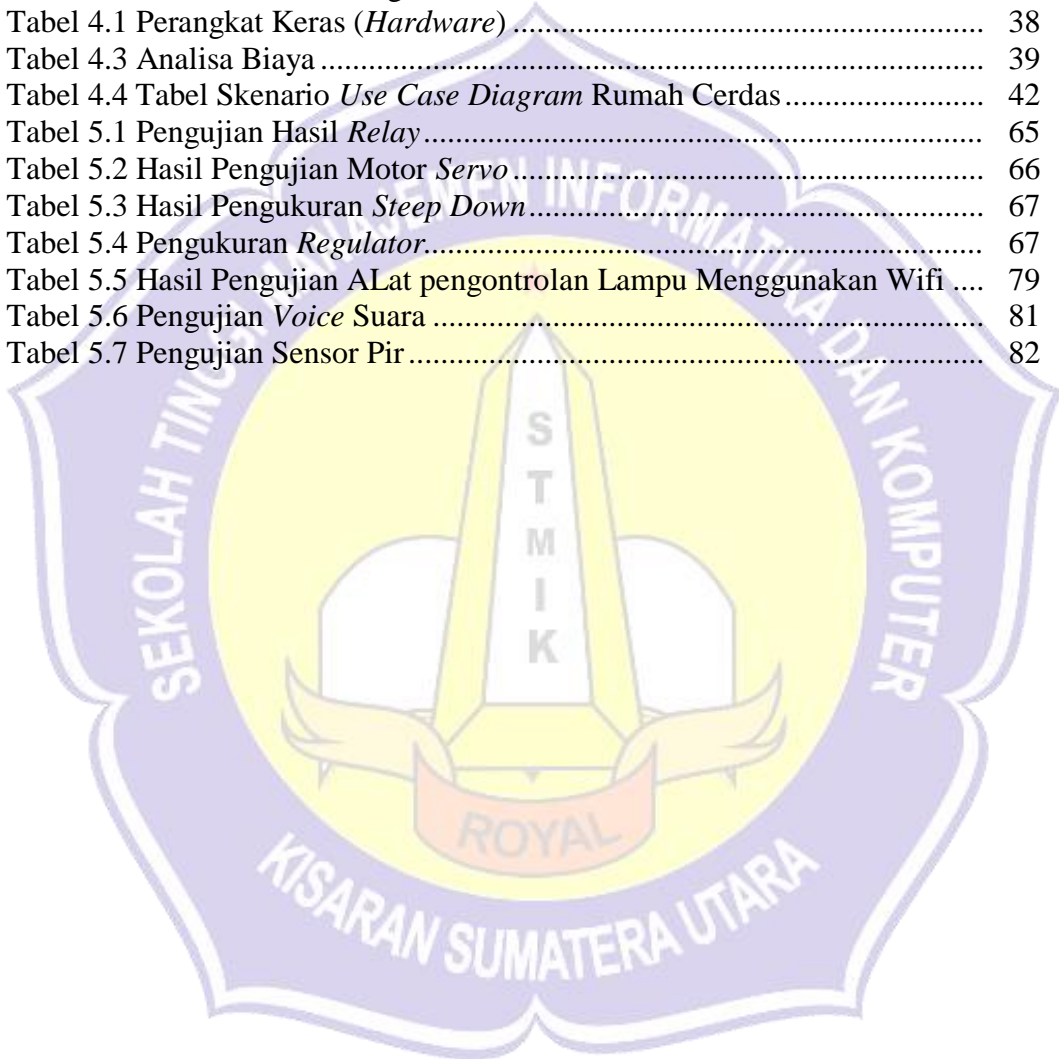 Tabel 4.1 Perangkat Keras (Hardware) ........................................................ 38
Tabel 4.3 Analisa Biaya ........................................................ 39
Tabel 4.4 Tabel Skenario Use Case Diagram Rumah Cerdas ........................ 42
Tabel 5.1 Pengujian Hasil Relay ........................................................ 65
Tabel 5.2 Hasil Pengujian Motor Servo ........................................................ 66
Tabel 5.3 Hasil Pengukuran Steep Down ........................................................ 67
Tabel 5.4 Pengukuran Regulator ........................................................ 67
Tabel 5.5 Hasil Pengujian ALat pengontrolan Lampu Menggunakan Wifi .... 79
Tabel 5.6 Pengujian Voice Suara ........................................................ 81
Tabel 5.7 Pengujian Sensor Pir ........................................................ 82
SEKOLAH TINGGI MANAJEMEN INFORMATIKA DAN KOMPUTER
S
T
M
I
K
ROYAL
KISARAN SUMATERA UTARA